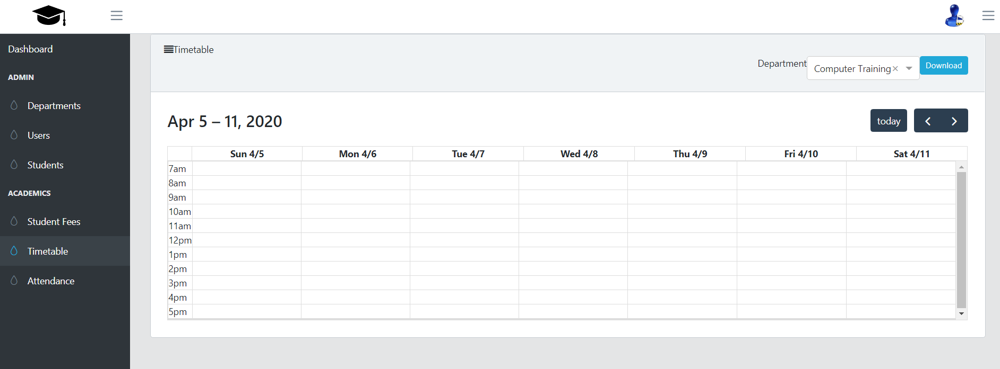 Dashboard
ADMIN
Departments
Users
Students
ACADEMICS
Student Fees
Timetable
Attendance
Timetable
Department Computer Training × Download
Apr 5 – 11, 2020
today
Sun 4/5 Mon 4/6 Tue 4/7 Wed 4/8 Thu 4/9 Fri 4/10 Sat 4/11
7am
8am
9am
10am
11am
12pm
1pm
2pm
3pm
4pm
5pm